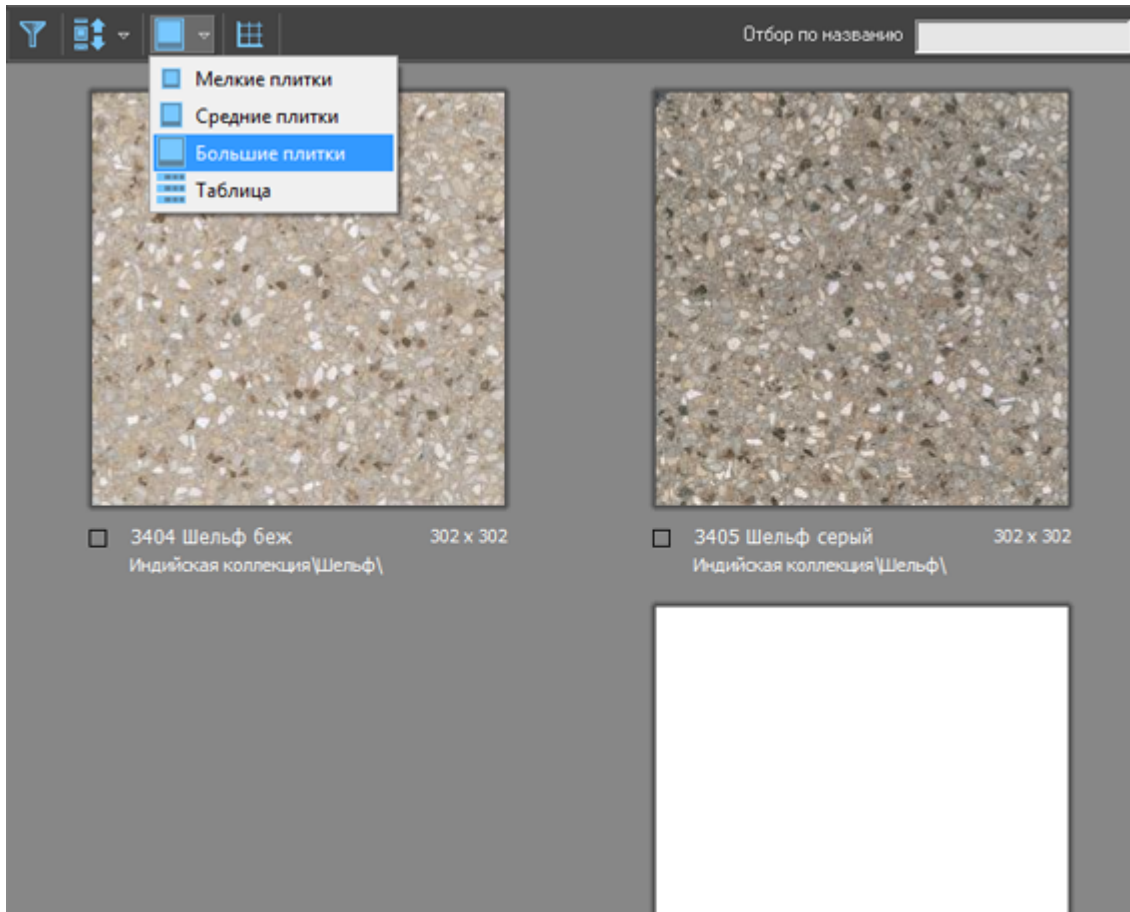 Отбор по названию
Мелкие плитки
Средние плитки
Большие плитки
Таблица
3404 Шельф беж 302 x 302
Индийская коллекция\Шельф\
3405 Шельф серый 302 x 302
Индийская коллекция\Шельф\